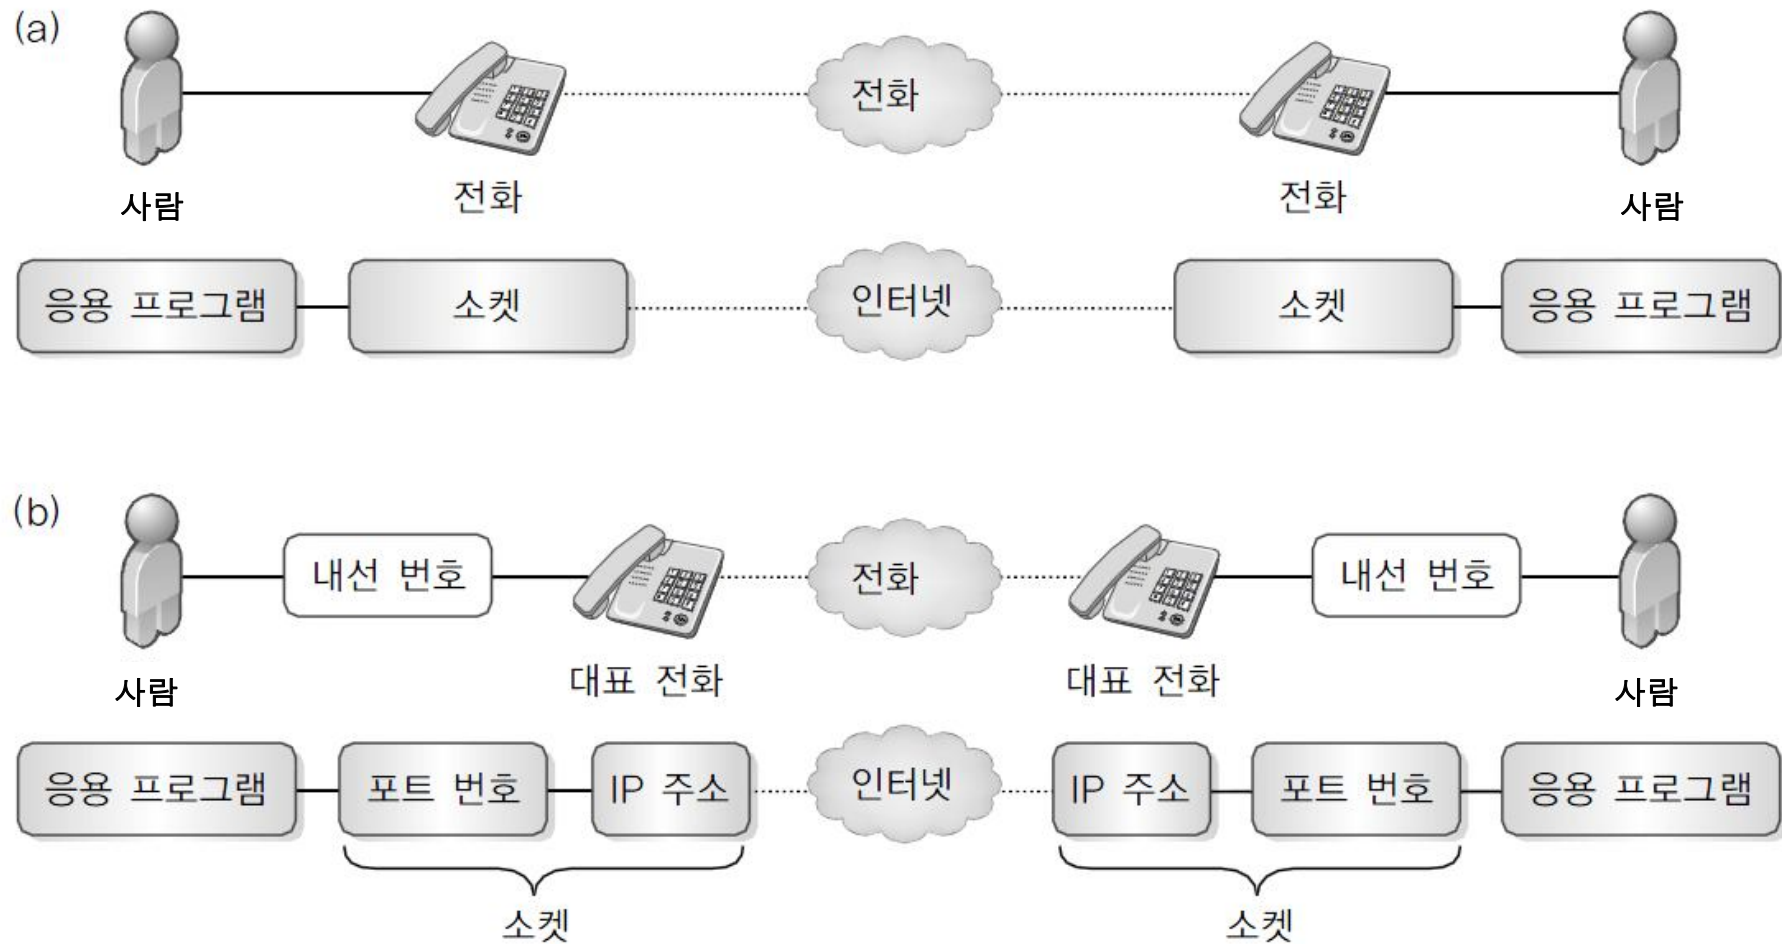 (a)
전화
사람 전화 전화 사람
응용 프로그램 소켓 인터넷 소켓 응용 프로그램
(b)
내선 번호 전화 내선 번호
사람 대표 전화 대표 전화 사람
응용 프로그램 포트 번호 IP 주소 인터넷 IP 주소 포트 번호 응용 프로그램
소켓 소켓